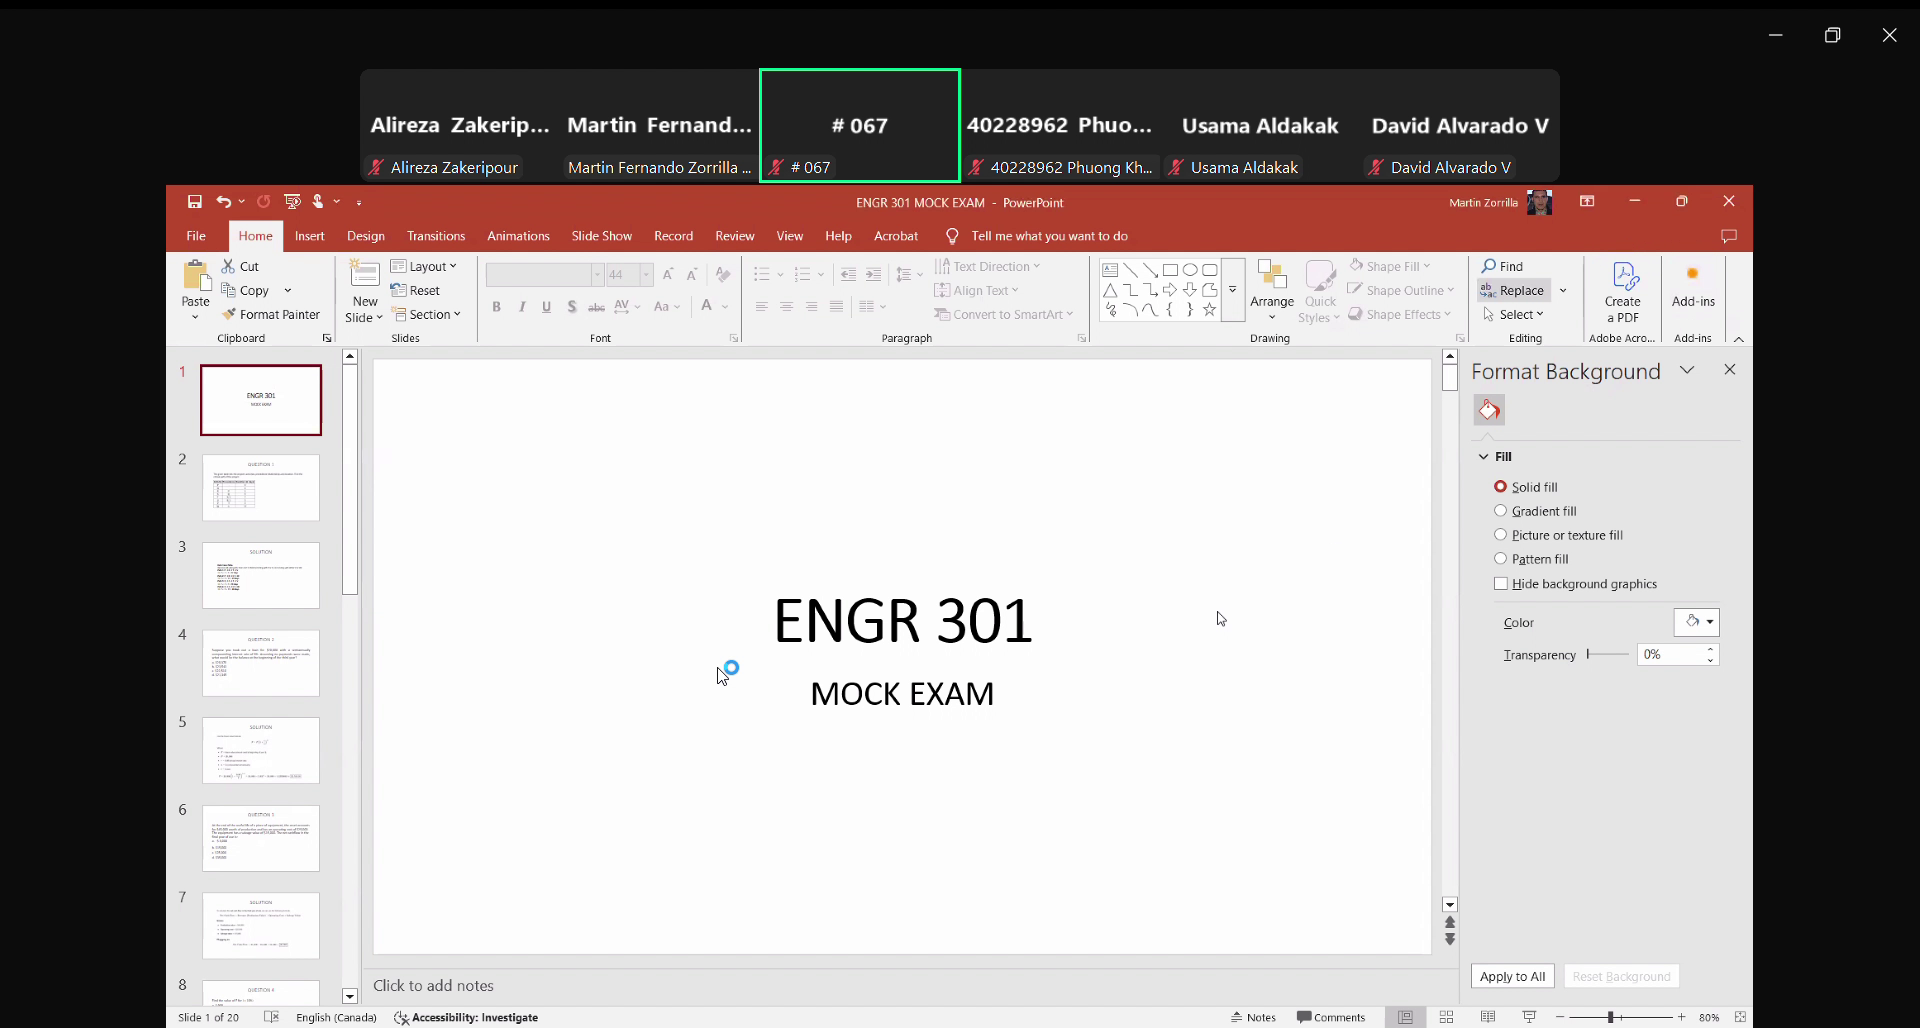 Alireza Zakerip...
Martin Fernand...
# 067
40228962 Phuo...
Usama Aldakak
David Alvarado V
Alireza Zakeripour
Martin Fernando Zorrilla ...
# 067
40228962 Phuong Kh...
Usama Aldakak
David Alvarado V
ENGR 301 MOCK EXAM - PowerPoint
Martin Zorrilla
File Home Insert Design Transitions Animations Slide Show Record Review View Help Acrobat Tell me what you want to do
Paste
Cut
Copy
Format Painter
Clipboard
New
Slide
Layout
Reset
Section
Slides
44
B I U S abc AV Aa A
Font
Text Direction
Align Text
Convert to SmartArt
Paragraph
Arrange
Quick
Styles
Shape Fill
Shape Outline
Shape Effects
Drawing
Find
Replace
Select
Editing
Create
a PDF
Adobe Acro...
Add-ins
Add-ins
1
ENGR 301
MOCK EXAM
2
QUESTION 1
3
SOLUTION
4
QUESTION 2
5
SOLUTION
6
QUESTION 3
7
SOLUTION
8
QUESTION 4
ENGR 301
MOCK EXAM
Click to add notes
Format Background
Fill
Solid fill
Gradient fill
Picture or texture fill
Pattern fill
Hide background graphics
Color
Transparency
0%
Apply to All
Reset Background
Slide 1 of 20
English (Canada)
Accessibility: Investigate
Notes
Comments
80%